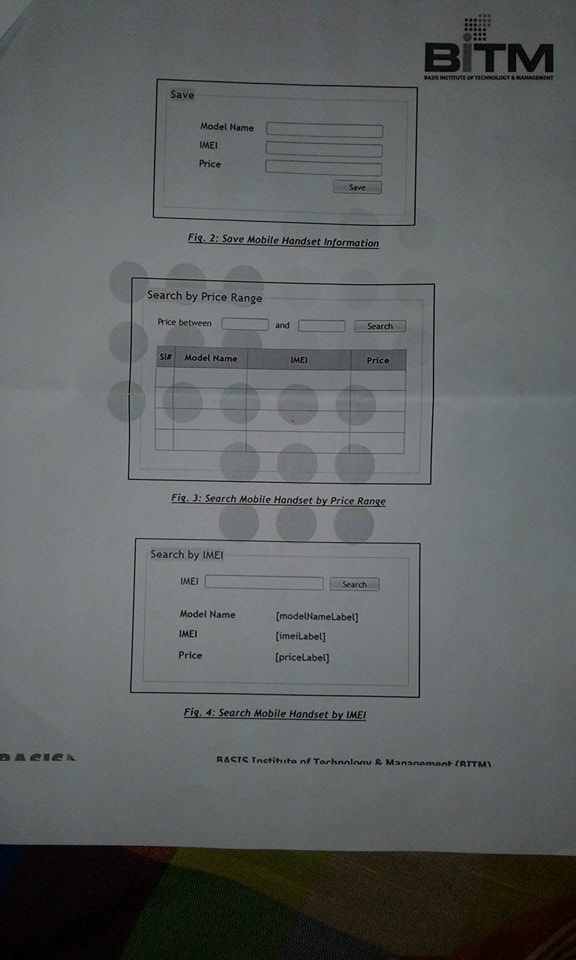 BiTM
BASIS INSTITUTE OF TECHNOLOGY & MANAGEMENT
Save
Model Name
IMEI
Price
Save
Fig. 2: Save Mobile Handset Information
Search by Price Range
Price between and Search
Sl# Model Name IMEI Price
Fig. 3: Search Mobile Handset by Price Range
Search by IMEI
IMEI Search
Model Name [modelNameLabel]
IMEI [imeiLabel]
Price [priceLabel]
Fig. 4: Search Mobile Handset by IMEI
BASIS BASIS Institute of Technology & Management (BITM)